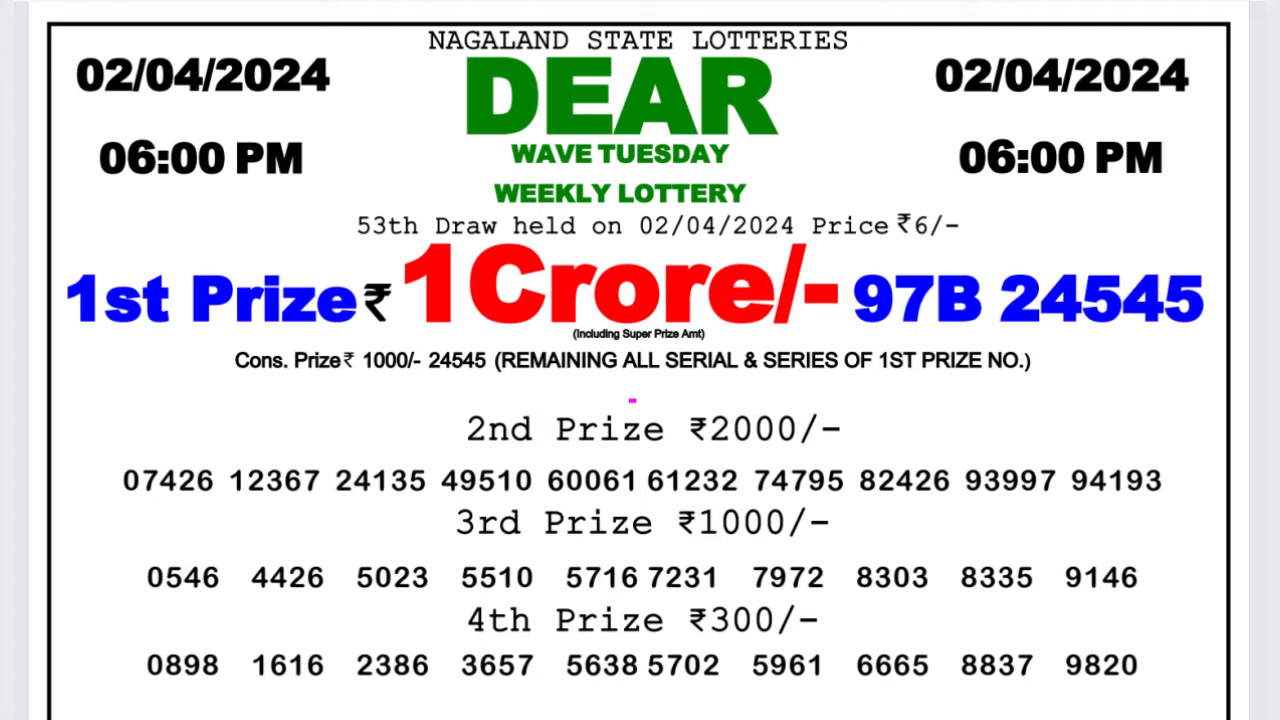 NAGALAND STATE LOTTERIES
02/04/2024 DEAR 02/04/2024
06:00 PM WAVE TUESDAY 06:00 PM
WEEKLY LOTTERY
53th Draw held on 02/04/2024 Price ₹6/-
1st Prize ₹ 1Crore/- 97B 24545
(Including Super Prize Amt)
Cons. Prize ₹ 1000/- 24545 (REMAINING ALL SERIAL & SERIES OF 1ST PRIZE NO.)
-
2nd Prize ₹2000/-
07426 12367 24135 49510 60061 61232 74795 82426 93997 94193
3rd Prize ₹1000/-
0546 4426 5023 5510 5716 7231 7972 8303 8335 9146
4th Prize ₹300/-
0898 1616 2386 3657 5638 5702 5961 6665 8837 9820